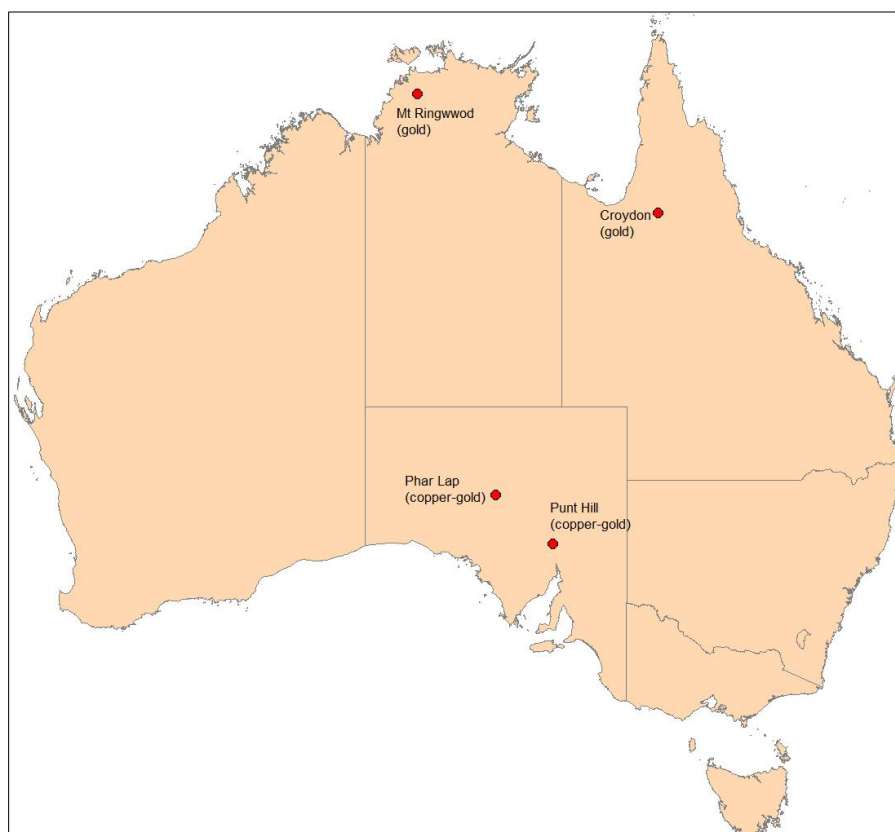 Mt Ringwwod
(gold)
Croydon
(gold)
Phar Lap
(copper-gold)
Punt Hill
(copper-gold)